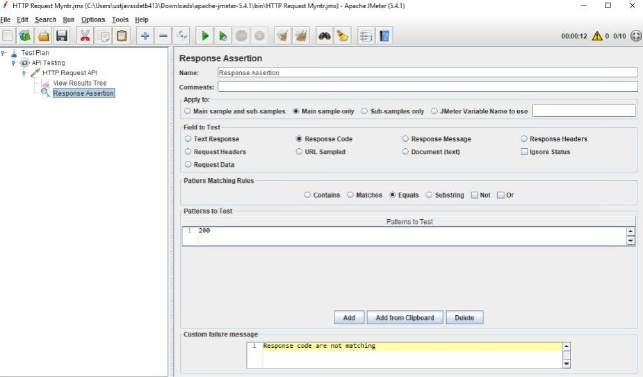 HTTP Request Myntr.jmx (C:\Users\ustjavasdetb413\Downloads\apache-jmeter-5.4.1\bin\HTTP Request Myntr.jmx) - Apache JMeter (5.4.1)
File Edit Search Run Options Tools Help
00:00:12 0 0/10
Test Plan
API Testing
HTTP Request API
View Results Tree
Response Assertion
Response Assertion
Name: Response Assertion
Comments:
Apply to:
Main sample and sub-samples Main sample only Sub-samples only JMeter Variable Name to use
Field to Test
Text Response Response Code Response Message Response Headers
Request Headers URL Sampled Document (text) Ignore Status
Request Data
Pattern Matching Rules
Contains Matches Equals Substring Not Or
Patterns to Test
Patterns to Test
1 200
Add Add from Clipboard Delete
Custom failure message
1 Response code are not matching